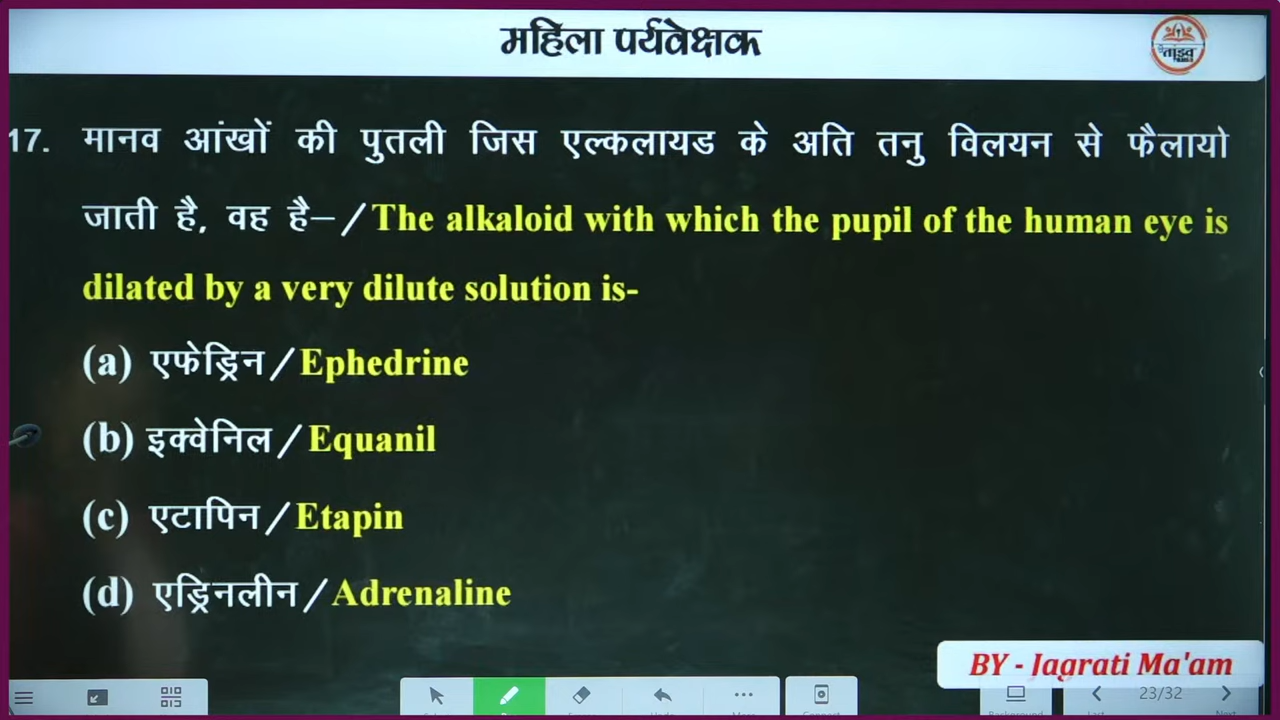 महिला पर्यवेक्षक
ताइव
17. मानव आंखों की पुतली जिस एल्कलायड के अति तनु विलयन से फैलायो
जाती है, वह है– / The alkaloid with which the pupil of the human eye is
dilated by a very dilute solution is-
(a) एफेड्रिन / Ephedrine
(b) इक्वेनिल / Equanil
(c) एटापिन / Etapin
(d) एड्रिनलीन / Adrenaline
BY - Jagrati Ma'am
23/32